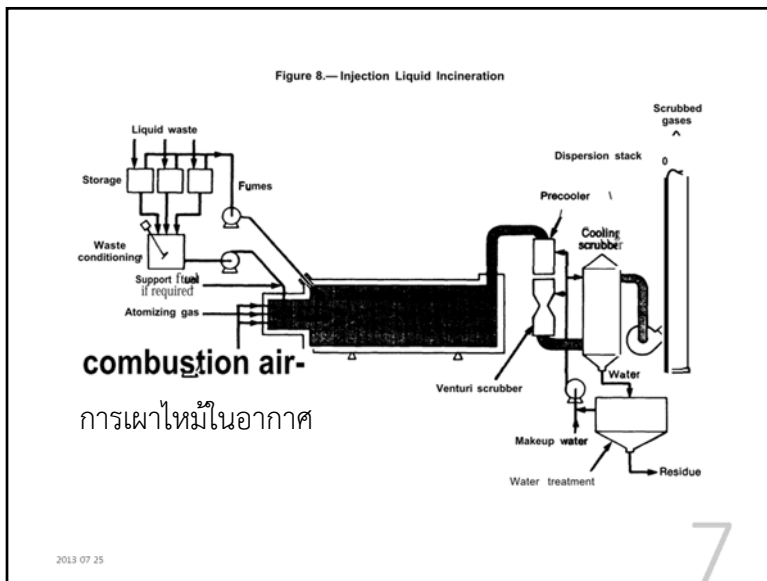 Figure 8.—Injection Liquid Incineration
Scrubbed
gases
Liquid waste
Dispersion stack
Storage
Fumes
Precooler
Cooling
scrubber
Waste
conditioning
Support fuel
if required
Atomizing gas
combustion air-
Venturi scrubber
Water
การเผาไหม้ในอากาศ
Makeup water
Residue
Water treatment
2013 07 25
7